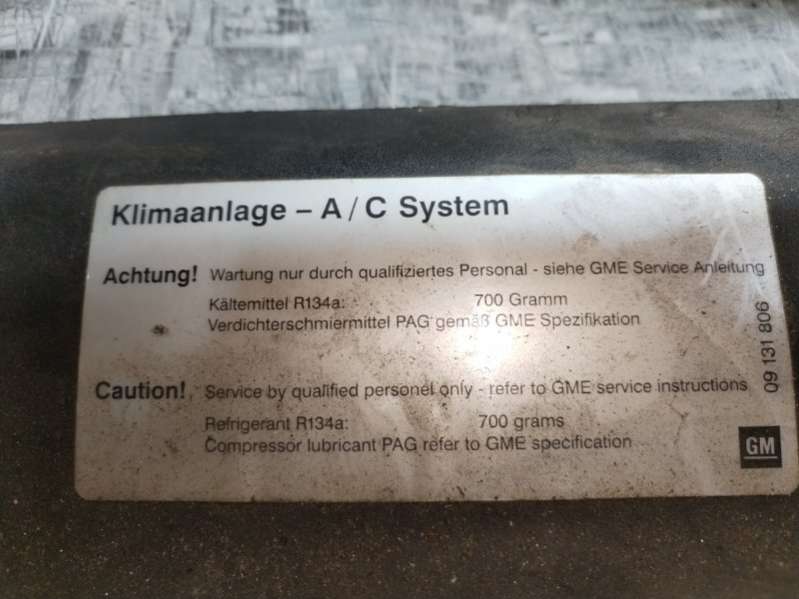 Klimaanlage – A / C System
Achtung! Wartung nur durch qualifiziertes Personal - siehe GME Service Anleitung
Kältemittel R134a: 700 Gramm
Verdichterschmiermittel PAG gemäß GME Spezifikation
Caution! Service by qualified personel only - refer to GME service instructions
Refrigerant R134a: 700 grams
Compressor lubricant PAG refer to GME specification
09 131 806
GM